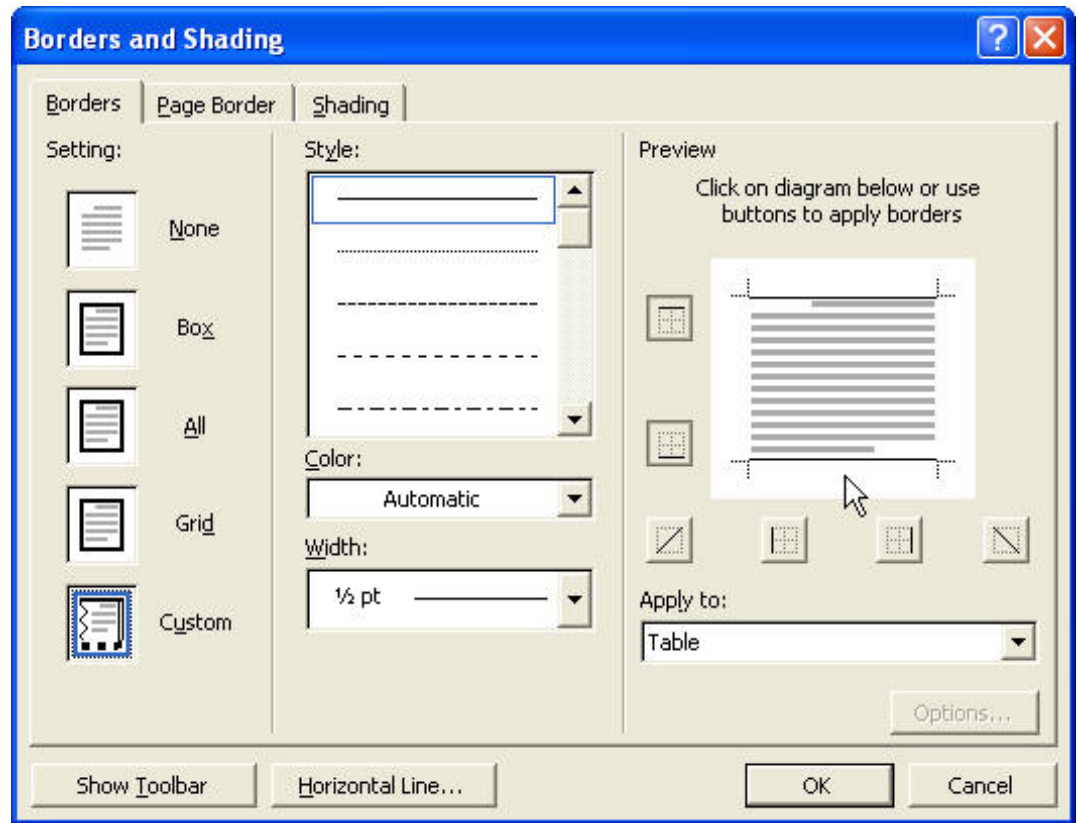 Borders and Shading
Borders
Page Border
Shading
Setting:
None
Box
All
Grid
Custom
Style:
Color:
Automatic
Width:
½ pt
Preview
Click on diagram below or use
buttons to apply borders
Apply to:
Table
Options...
Show Toolbar
Horizontal Line...
OK
Cancel